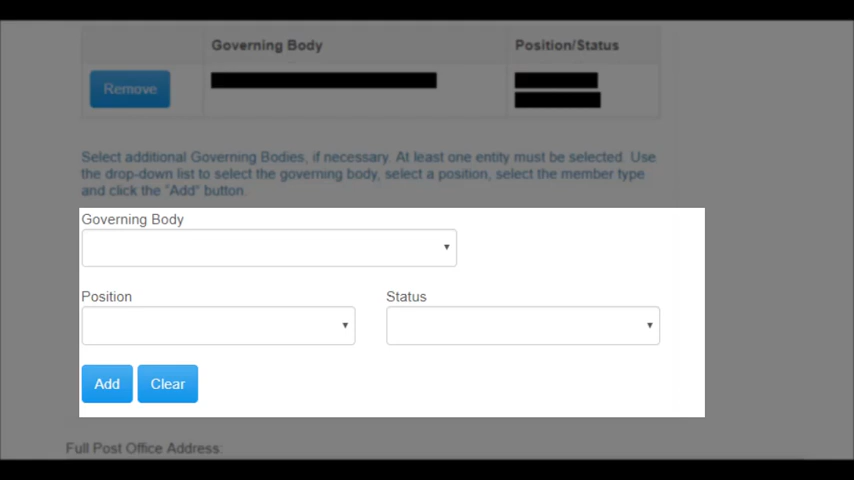 Governing Body Position/Status
Remove
Select additional Governing Bodies, if necessary. At least one entity must be selected. Use
the drop-down list to select the governing body, select a position, select the member type
and click the "Add" button.
Governing Body
Position Status
Add Clear
Full Post Office Address: